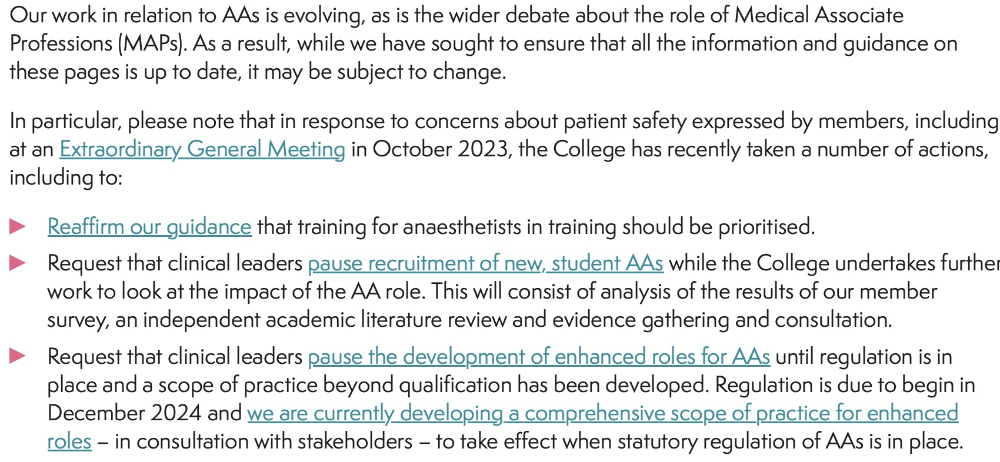 Our work in relation to AAs is evolving, as is the wider debate about the role of Medical Associate
Professions (MAPs). As a result, while we have sought to ensure that all the information and guidance on
these pages is up to date, it may be subject to change.
In particular, please note that in response to concerns about patient safety expressed by members, including
at an Extraordinary General Meeting in October 2023, the College has recently taken a number of actions,
including to:
Reaffirm our guidance that training for anaesthetists in training should be prioritised.
Request that clinical leaders pause recruitment of new, student AAs while the College undertakes further
work to look at the impact of the AA role. This will consist of analysis of the results of our member
survey, an independent academic literature review and evidence gathering and consultation.
Request that clinical leaders pause the development of enhanced roles for AAs until regulation is in
place and a scope of practice beyond qualification has been developed. Regulation is due to begin in
December 2024 and we are currently developing a comprehensive scope of practice for enhanced
roles – in consultation with stakeholders – to take effect when statutory regulation of AAs is in place.